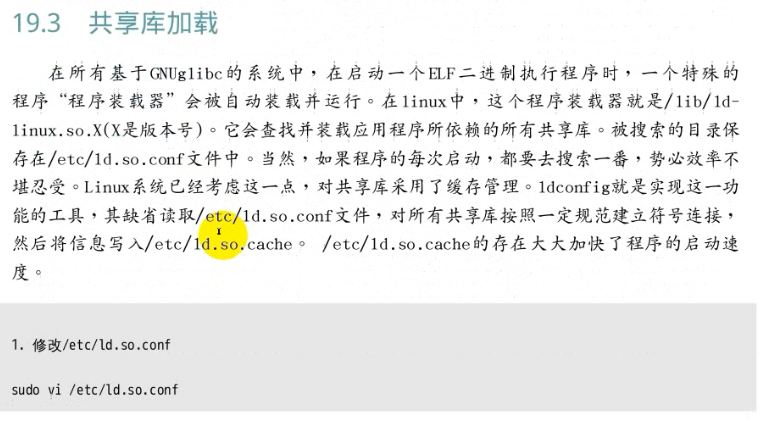 19.3 共享库加载
在所有基于GNUglibc的系统中，在启动一个ELF二进制执行程序时，一个特殊的
程序“程序装载器”会被自动装载并运行。在linux中，这个程序装载器就是/lib/ld-
linux.so.X(X是版本号)。它会查找并装载应用程序所依赖的所有共享库。被搜索的目录保
存在/etc/ld.so.conf文件中。当然，如果程序的每次启动，都要去搜索一番，势必效率不
堪忍受。Linux系统已经考虑这一点，对共享库采用了缓存管理。ldconfig就是实现这一功
能的工具，其缺省读取/etc/ld.so.conf文件，对所有共享库按照一定规范建立符号连接，
然后将信息写入/etc/ld.so.cache。 /etc/ld.so.cache的存在大大加快了程序的启动速
度。
1. 修改/etc/ld.so.conf
sudo vi /etc/ld.so.conf